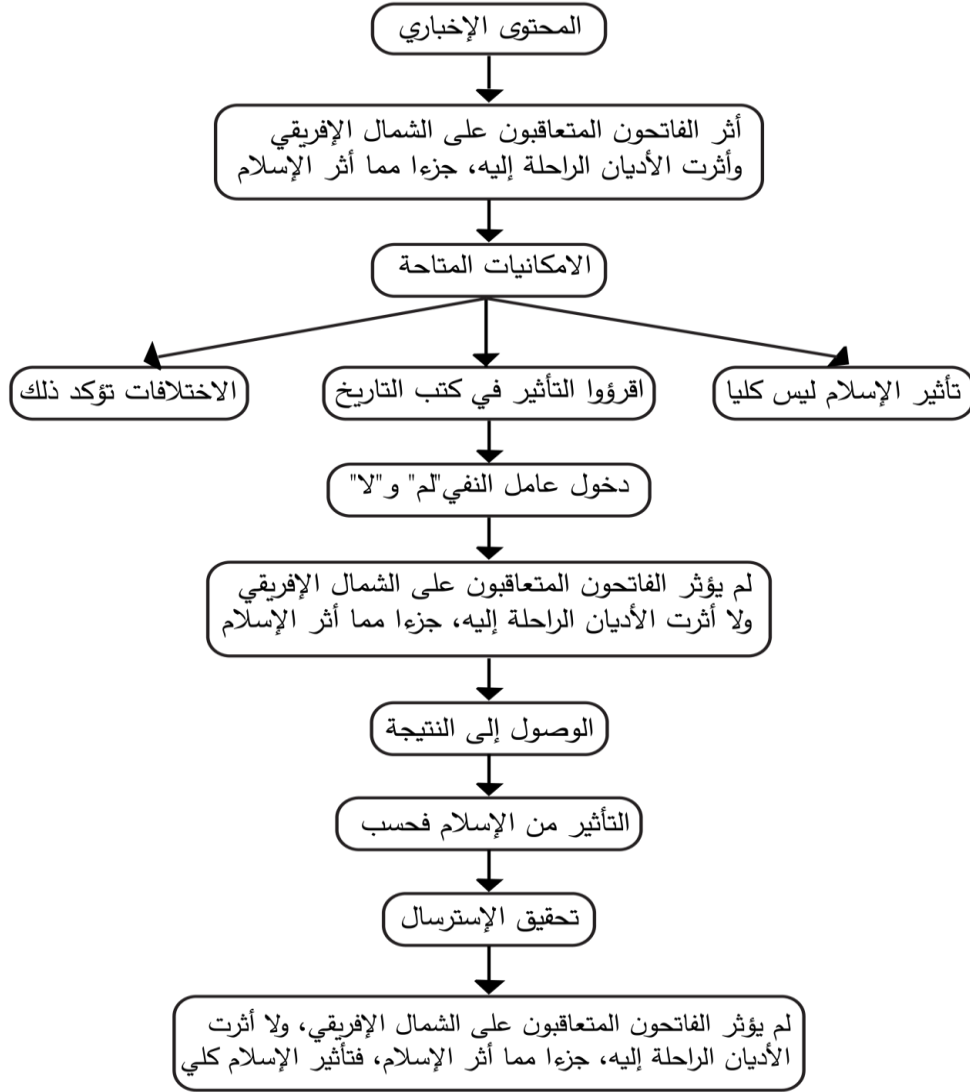 المحتوى الإخباري
أثر الفاتحون المتعاقبون على الشمال الإفريقي
وأثرت الأديان الراحلة إليه، جزءا مما أثر الإسلام
الامكانيات المتاحة
تأثير الإسلام ليس كليا
اقرؤوا التأثير في كتب التاريخ
الاختلافات تؤكد ذلك
دخول عامل النفي"لم" و"لا"
لم يؤثر الفاتحون المتعاقبون على الشمال الإفريقي
ولا أثرت الأديان الراحلة إليه، جزءا مما أثر الإسلام
الوصول إلى النتيجة
التأثير من الإسلام فحسب
تحقيق الإسترسال
لم يؤثر الفاتحون المتعاقبون على الشمال الإفريقي، ولا أثرت
الأديان الراحلة إليه، جزءا مما أثر الإسلام، فتأثير الإسلام كلي